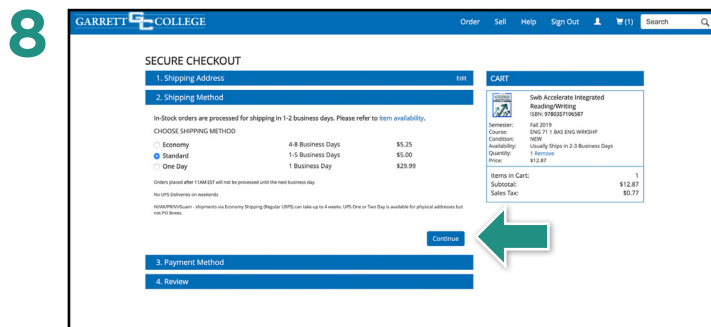 8
GARRETT GC COLLEGE
Order Sell Help Sign Out (1) Search
SECURE CHECKOUT
1. Shipping Address Edit
2. Shipping Method
In-Stock orders are processed for shipping in 1-2 business days. Please refer to item availability.
CHOOSE SHIPPING METHOD
Economy 4-8 Business Days $5.25
Standard 1-5 Business Days $5.00
One Day 1 Business Day $29.99
Orders placed after 11AM EST will not be processed until the next business day.
No UPS Deliveries on weekends
HI/AK/PR/VI/Guam - shipments via Economy Shipping (Regular USPS) can take up to 4 weeks. UPS One or Two Day is available for physical addresses but
not PO Boxes.
Continue
3. Payment Method
4. Review
CART
Swb Accelerate Integrated
Reading/Writing
ISBN: 9780357106587
Semester: Fall 2019
Course: ENG 71 1 BAS ENG WRKSHP
Condition: NEW
Availability: Usually Ships in 2-3 Business Days
Quantity: 1 Remove
Price: $12.87
Items in Cart: 1
Subtotal: $12.87
Sales Tax: $0.77